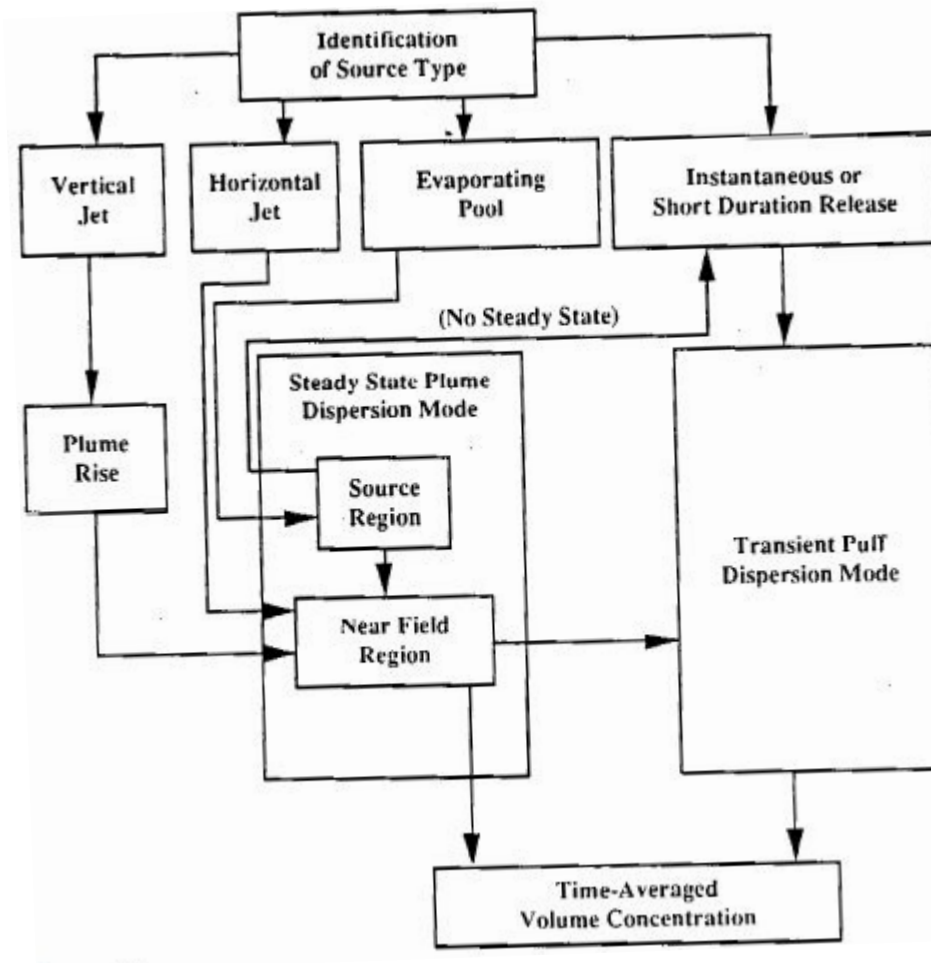 Identification
of Source Type
Vertical
Jet
Horizontal
Jet
Evaporating
Pool
Instantaneous or
Short Duration Release
(No Steady State)
Steady State Plume
Dispersion Mode
Plume
Rise
Source
Region
Transient Puff
Dispersion Mode
Near Field
Region
Time-Averaged
Volume Concentration